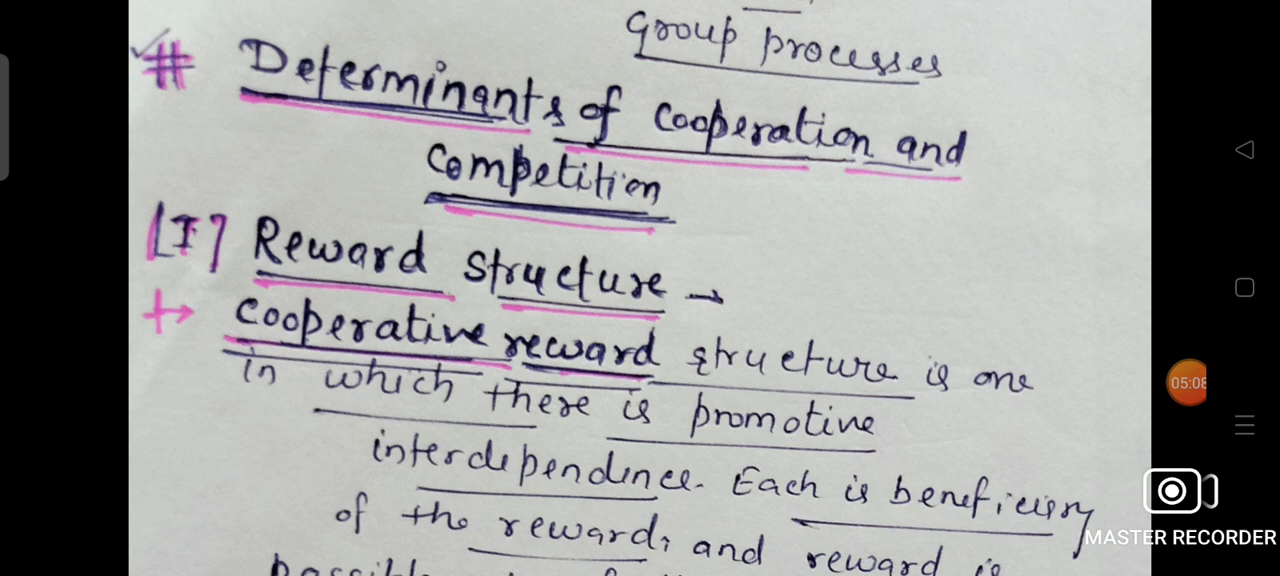 Group processes
# Determinants of cooperation and
competition
[I] Reward structure →
→ cooperative reward structure is one
in which there is promotive
interdependence. Each is beneficiary
of the reward, and reward is
05:08
MASTER RECORDER